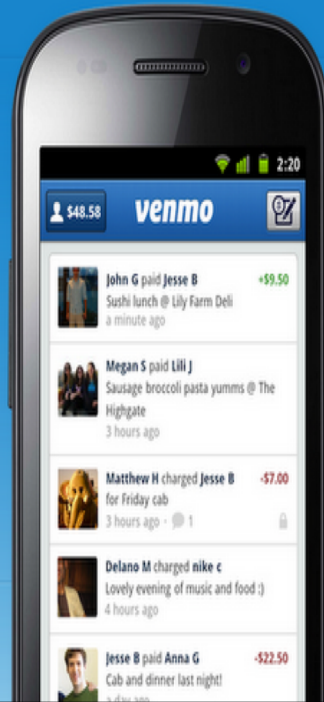 2:20
$48.58 venmo
John G paid Jesse B +$9.50
Sushi lunch @ Lily Farm Deli
a minute ago
Megan S paid Lili J
Sausage broccoli pasta yumms @ The
Highgate
3 hours ago
Matthew H charged Jesse B -$7.00
for Friday cab
3 hours ago · 1
Delano M charged nike c
Lovely evening of music and food :)
4 hours ago
Jesse B paid Anna G -$22.50
Cab and dinner last night!
a day ago